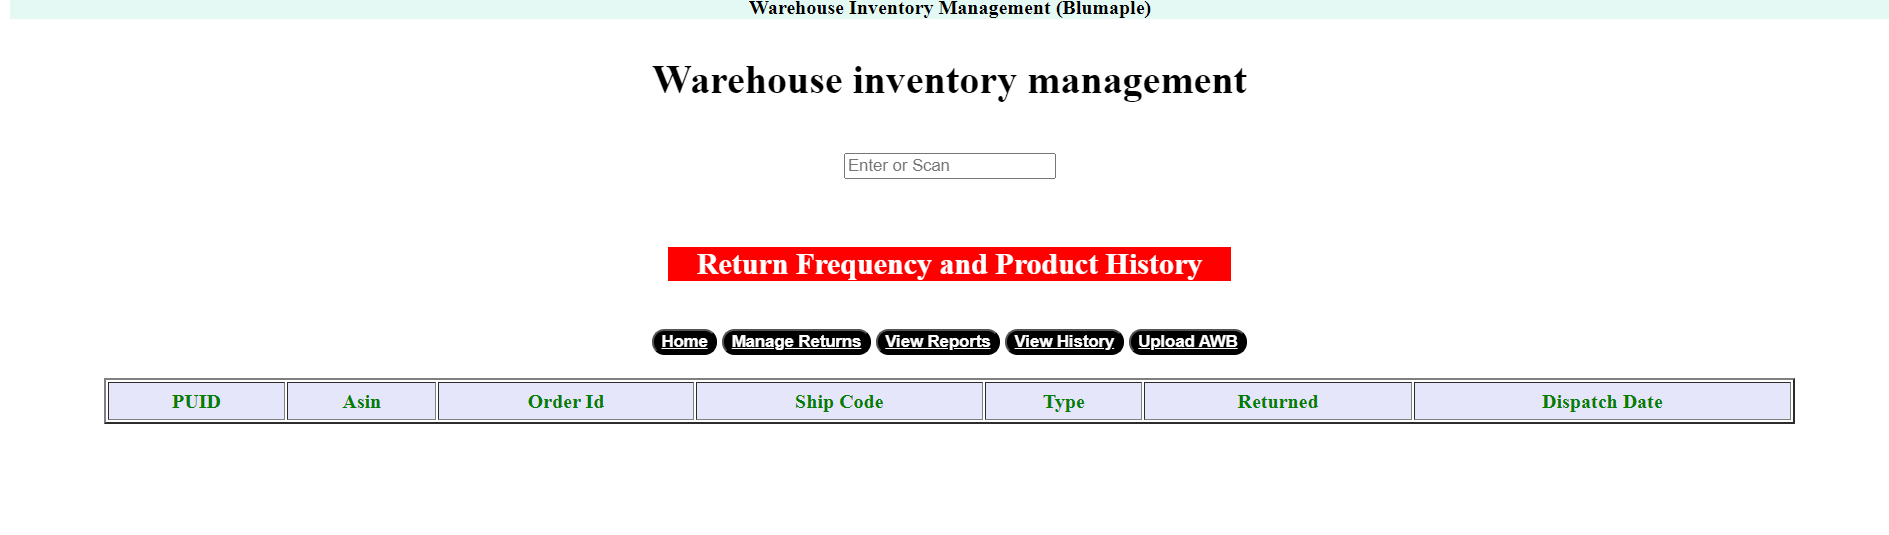 Warehouse Inventory Management (Blumaple)
Warehouse inventory management
Enter or Scan
Return Frequency and Product History
Home Manage Returns View Reports View History Upload AWB
PUID Asin Order Id Ship Code Type Returned Dispatch Date